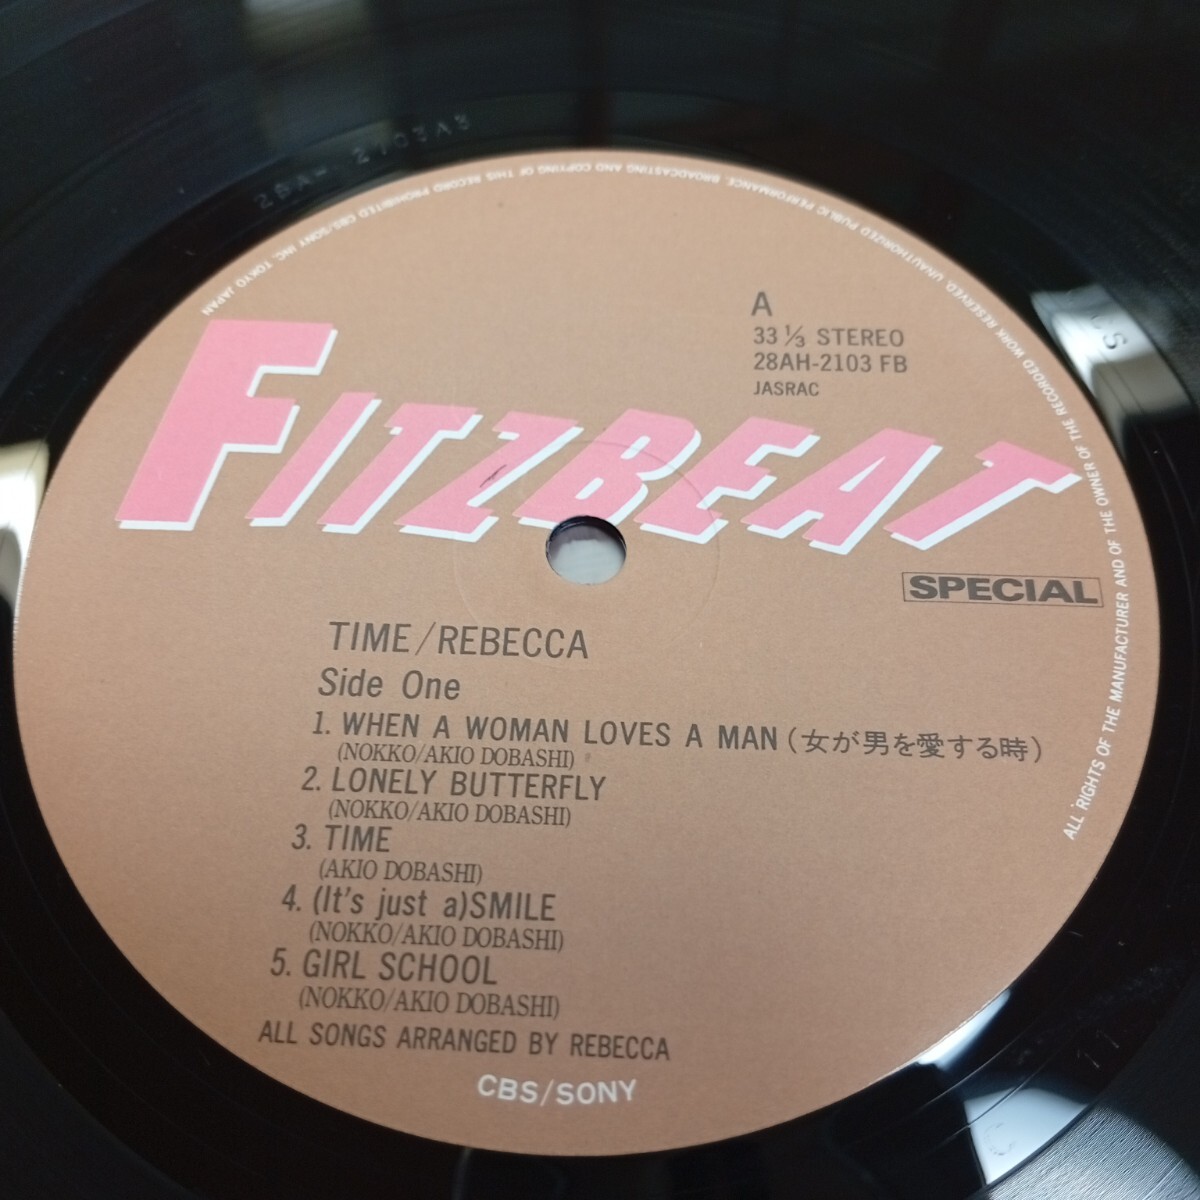 28AH-2103A3
ALL RIGHTS OF THE MANUFACTURER AND OF THE OWNER OF THE RECORDED WORK RESERVED. UNAUTHORIZED PUBLIC PERFORMANCE. BROADCASTING AND COPYING OF THIS RECORD PROHIBITED CBS/SONY INC. TOKYO JAPAN
A
33 1/3 STEREO
28AH-2103 FB
JASRAC
FITZBEAT
SPECIAL
TIME/REBECCA
Side One
1. WHEN A WOMAN LOVES A MAN (女が男を愛する時)
(NOKKO/AKIO DOBASHI)
2. LONELY BUTTERFLY
(NOKKO/AKIO DOBASHI)
3. TIME
(AKIO DOBASHI)
4. (It's just a)SMILE
(NOKKO/AKIO DOBASHI)
5. GIRL SCHOOL
(NOKKO/AKIO DOBASHI)
ALL SONGS ARRANGED BY REBECCA
CBS/SONY